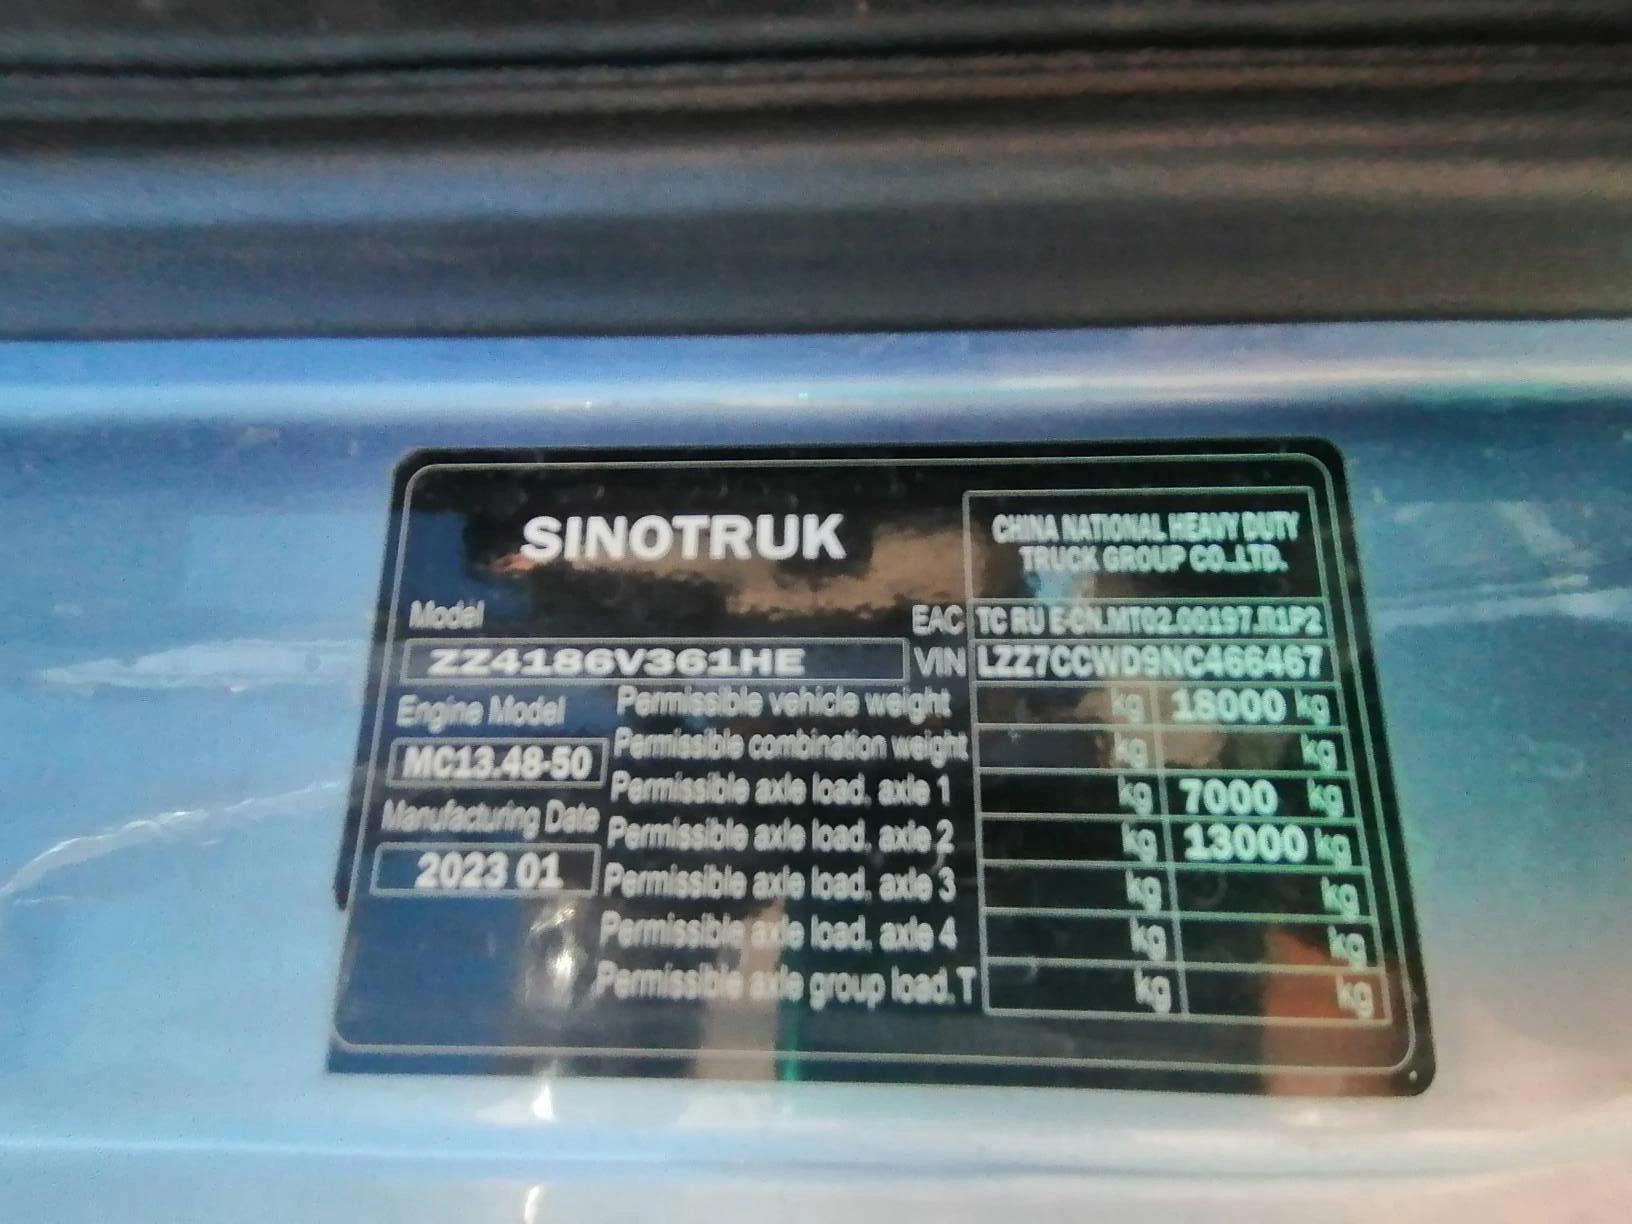 SINOTRUK
CHINA NATIONAL HEAVY DUTY
TRUCK GROUP CO.,LTD.
Model
EAC TC RU E-CN.MT02.00197.П1Р2
ZZ4186V361HE
VIN LZZ7CCWD9NC466467
Engine Model
Permissible vehicle weight kg 18000 kg
MC13.48-50
Permissible combination weight kg kg
Permissible axle load. axle 1 kg 7000 kg
Manufacturing Date
Permissible axle load. axle 2 kg 13000 kg
2023 01
Permissible axle load. axle 3 kg kg
Permissible axle load. axle 4 kg kg
Permissible axle group load. T kg kg